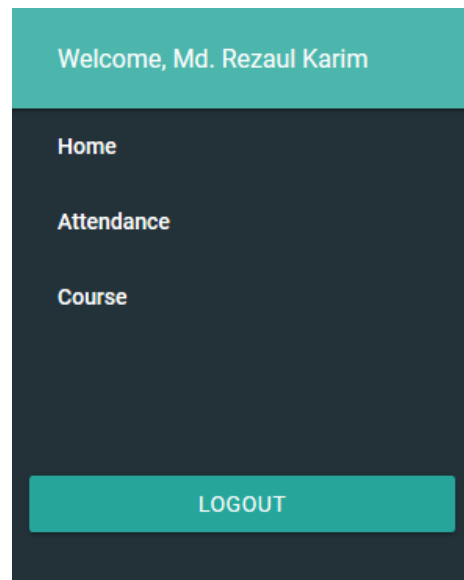 Welcome, Md. Rezaul Karim
Home
Attendance
Course
LOGOUT